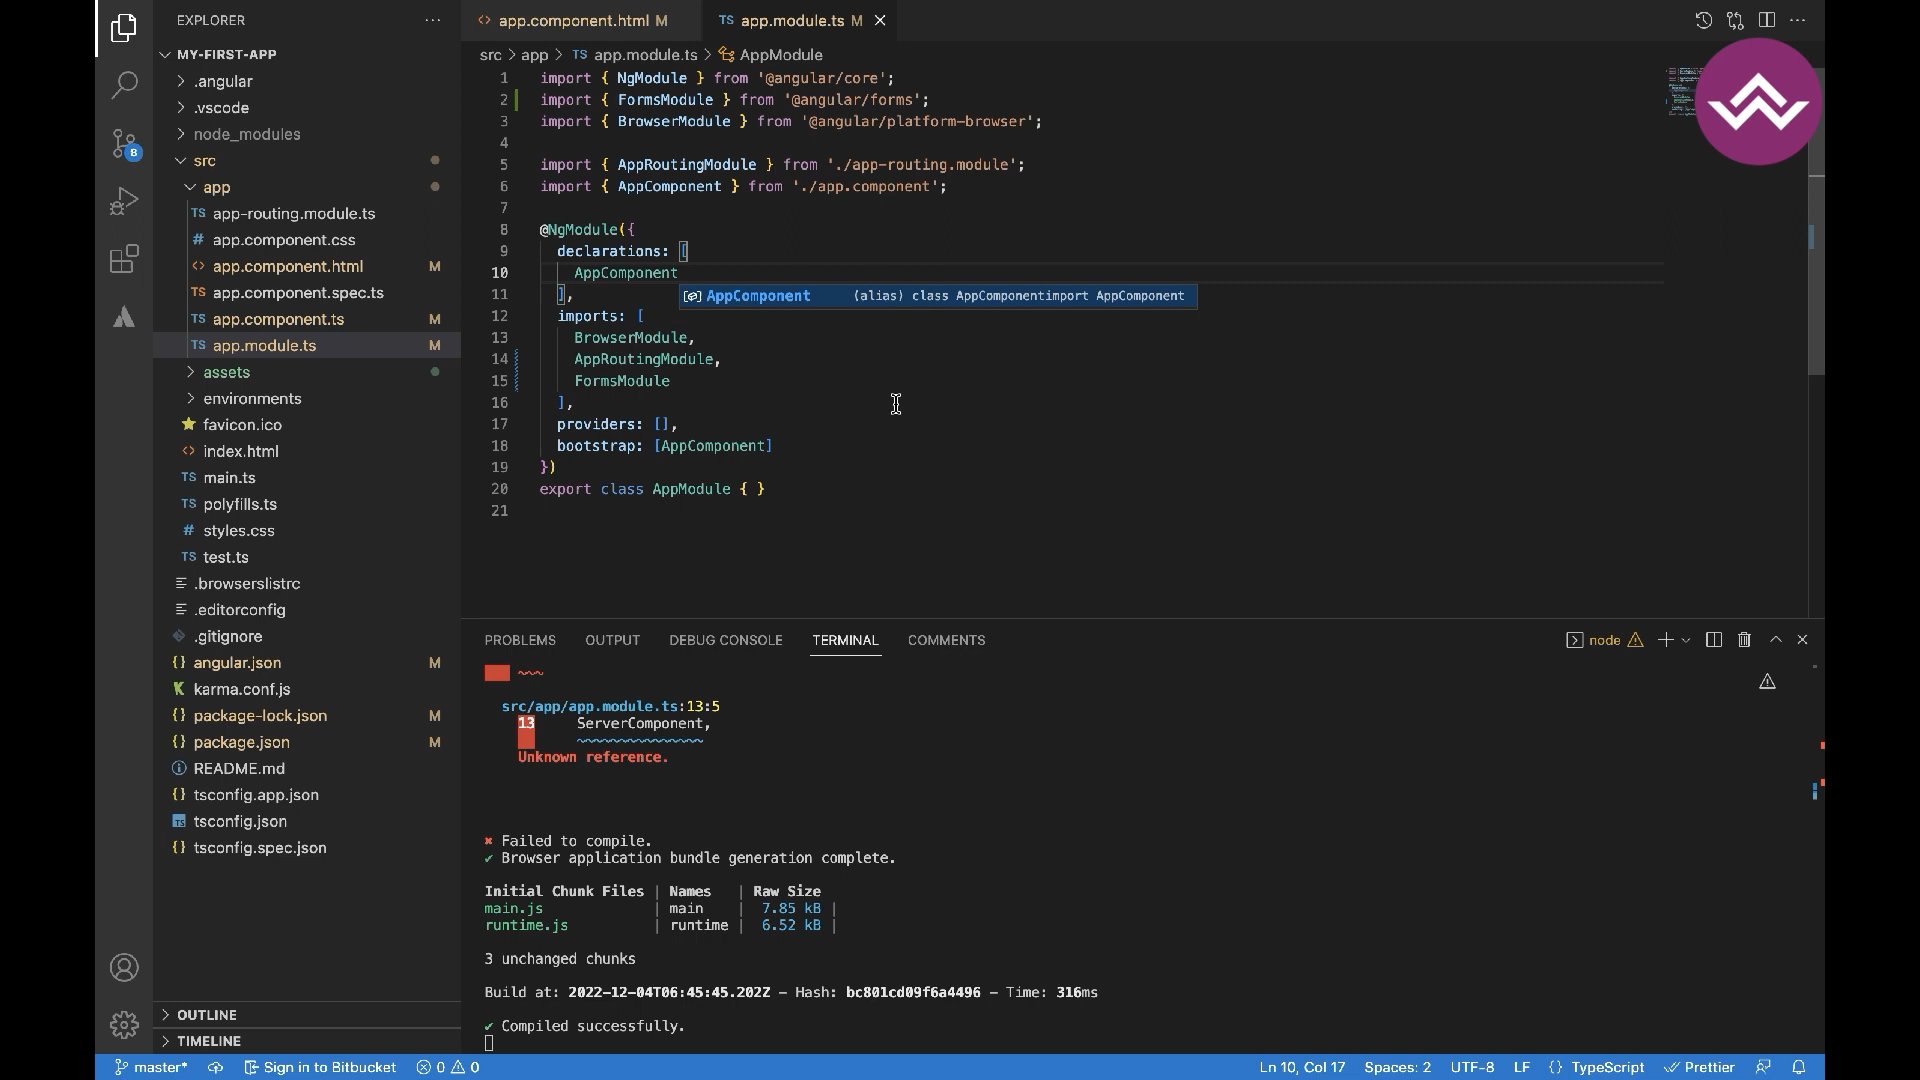 EXPLORER
MY-FIRST-APP
.angular
.vscode
node_modules
src
app
TS app-routing.module.ts
# app.component.css
<> app.component.html M
app.component.spec.ts
TS app.component.ts M
TS app.module.ts M
assets
environments
favicon.ico
<> index.html
TS main.ts
TS polyfills.ts
# styles.css
TS test.ts
.browserslistrc
.editorconfig
.gitignore
{} angular.json M
K karma.conf.js
{} package-lock.json M
{} package.json M
README.md
{} tsconfig.app.json
TS tsconfig.json
{} tsconfig.spec.json
OUTLINE
TIMELINE
8
<> app.component.html M
TS app.module.ts M
src > app > TS app.module.ts > AppModule
1 import { NgModule } from '@angular/core';
2 import { FormsModule } from '@angular/forms';
3 import { BrowserModule } from '@angular/platform-browser';
4
5 import { AppRoutingModule } from './app-routing.module';
6 import { AppComponent } from './app.component';
7
8 @NgModule({
9 declarations: [
10 AppComponent
11 ],
AppComponent (alias) class AppComponentimport AppComponent
12 imports: [
13 BrowserModule,
14 AppRoutingModule,
15 FormsModule
16 ],
17 providers: [],
18 bootstrap: [AppComponent]
19 })
20 export class AppModule { }
21
PROBLEMS OUTPUT DEBUG CONSOLE TERMINAL COMMENTS
node
~~~
src/app/app.module.ts:13:5
13 ServerComponent,
~~~~~~~~~~~~~~~
Unknown reference.
✖ Failed to compile.
✔ Browser application bundle generation complete.
Initial Chunk Files | Names | Raw Size
main.js | main | 7.85 kB |
runtime.js | runtime | 6.52 kB |
3 unchanged chunks
Build at: 2022-12-04T06:45:45.202Z - Hash: bc801cd09f6a4496 - Time: 316ms
✔ Compiled successfully.
master* Sign in to Bitbucket 0 0 Ln 10, Col 17 Spaces: 2 UTF-8 LF {} TypeScript Prettier